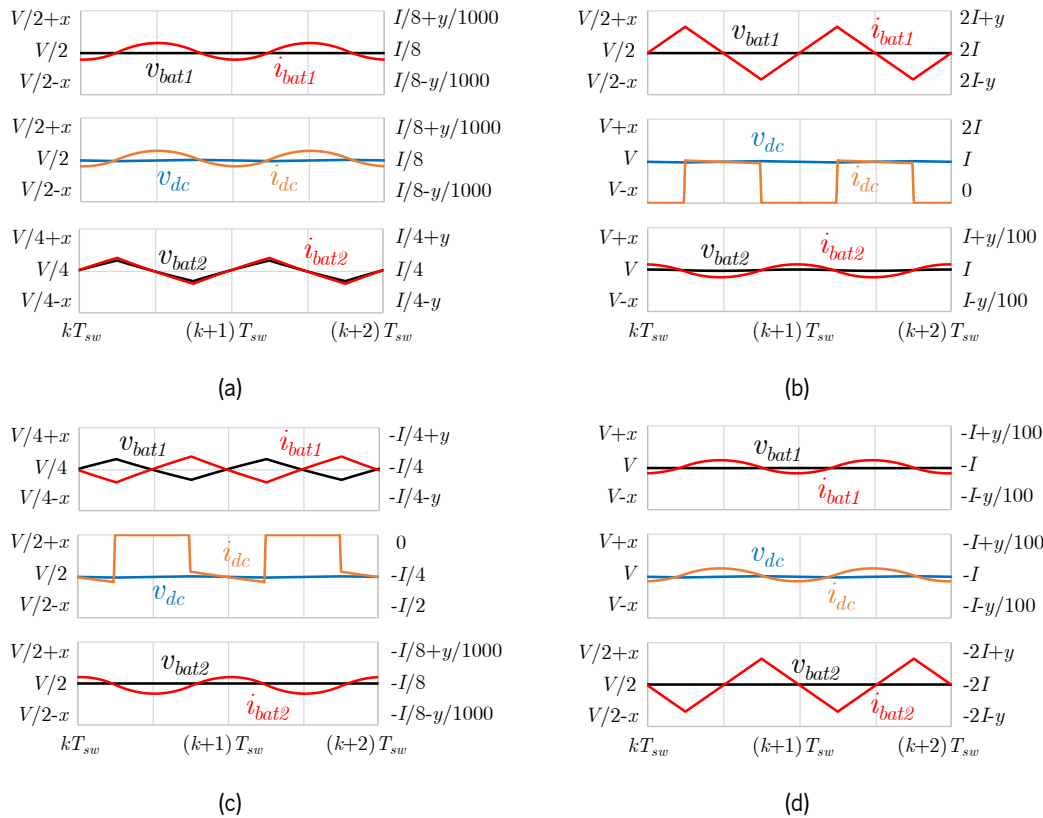 V/2+x I/8+y/1000
V/2 I/8
V/2-x I/8-y/1000
v_bat1 i_bat1
V/2+x I/8+y/1000
V/2 I/8
V/2-x I/8-y/1000
v_dc i_dc
V/4+x I/4+y
V/4 I/4
V/4-x I/4-y
v_bat2 i_bat2
kT_sw (k+1)T_sw (k+2)T_sw
(a)
V/2+x 2I+y
V/2 2I
V/2-x 2I-y
v_bat1 i_bat1
V+x 2I
V I
V-x 0
v_dc i_dc
V+x I+y/100
V I
V-x I-y/100
v_bat2 i_bat2
kT_sw (k+1)T_sw (k+2)T_sw
(b)
V/4+x -I/4+y
V/4 -I/4
V/4-x -I/4-y
v_bat1 i_bat1
V/2+x 0
V/2 -I/4
V/2-x -I/2
v_dc i_dc
V/2+x -I/8+y/1000
V/2 -I/8
V/2-x -I/8-y/1000
v_bat2 i_bat2
kT_sw (k+1)T_sw (k+2)T_sw
(c)
V+x -I+y/100
V -I
V-x -I-y/100
v_bat1 i_bat1
V+x -I+y/100
V -I
V-x -I-y/100
v_dc i_dc
V/2+x -2I+y
V/2 -2I
V/2-x -2I-y
v_bat2 i_bat2
kT_sw (k+1)T_sw (k+2)T_sw
(d)